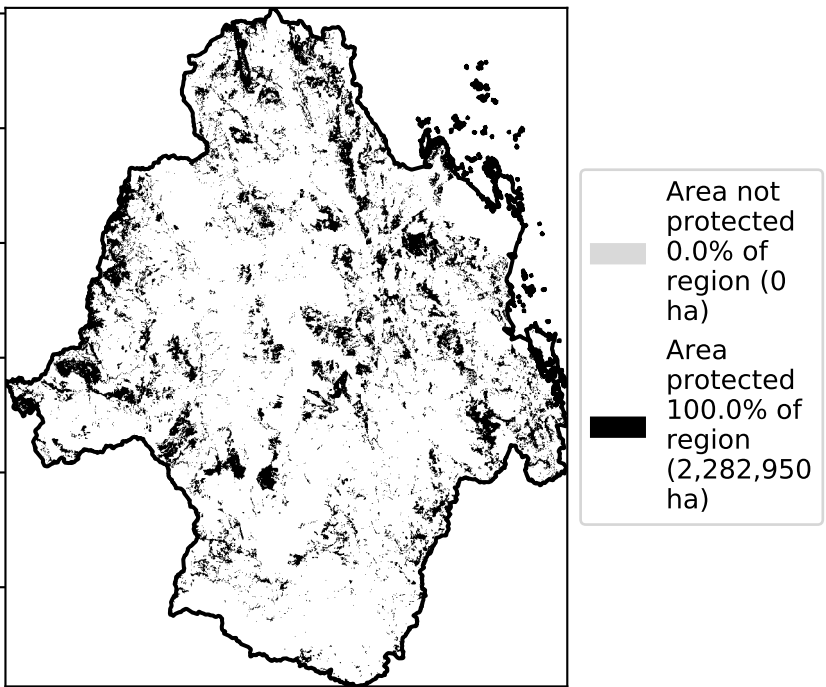 Area not
protected
0.0% of
region (0
ha)
Area
protected
100.0% of
region
(2,282,950
ha)